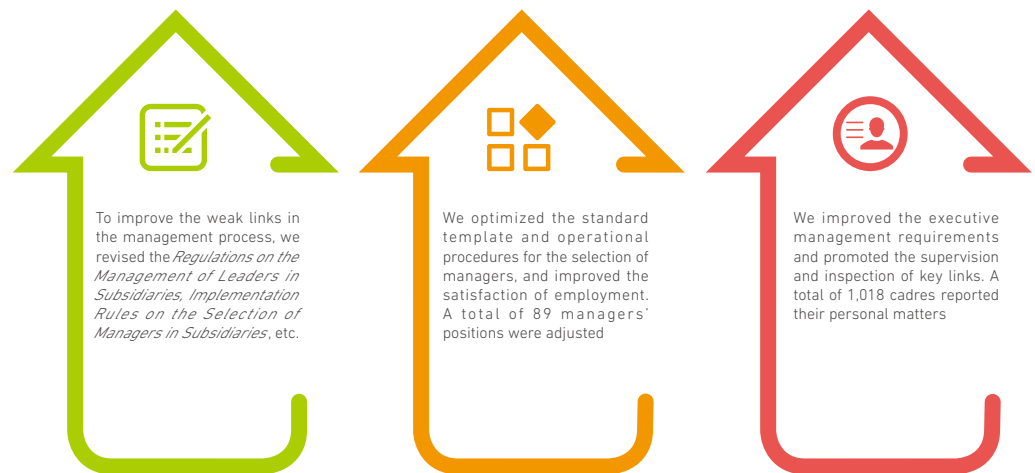 To improve the weak links in
the management process, we
revised the Regulations on the
Management of Leaders in
Subsidiaries, Implementation
Rules on the Selection of
Managers in Subsidiaries, etc.
We optimized the standard
template and operational
procedures for the selection of
managers, and improved the
satisfaction of employment.
A total of 89 managers’
positions were adjusted
We improved the executive
management requirements
and promoted the supervision
and inspection of key links. A
total of 1,018 cadres reported
their personal matters